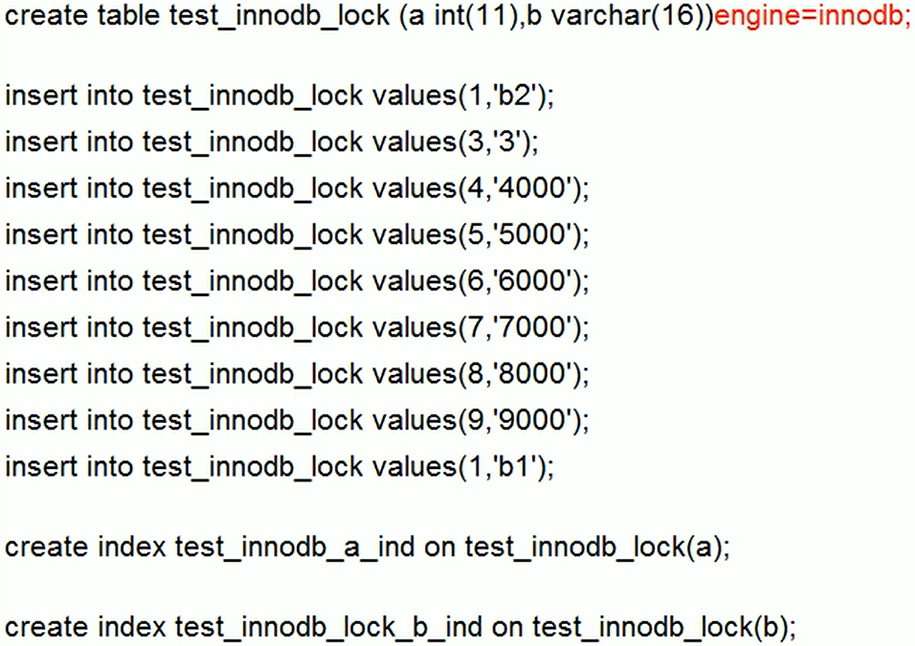 create table test_innodb_lock (a int(11),b varchar(16))engine=innodb;
insert into test_innodb_lock values(1,'b2');
insert into test_innodb_lock values(3,'3');
insert into test_innodb_lock values(4,'4000');
insert into test_innodb_lock values(5,'5000');
insert into test_innodb_lock values(6,'6000');
insert into test_innodb_lock values(7,'7000');
insert into test_innodb_lock values(8,'8000');
insert into test_innodb_lock values(9,'9000');
insert into test_innodb_lock values(1,'b1');
create index test_innodb_a_ind on test_innodb_lock(a);
create index test_innodb_lock_b_ind on test_innodb_lock(b);